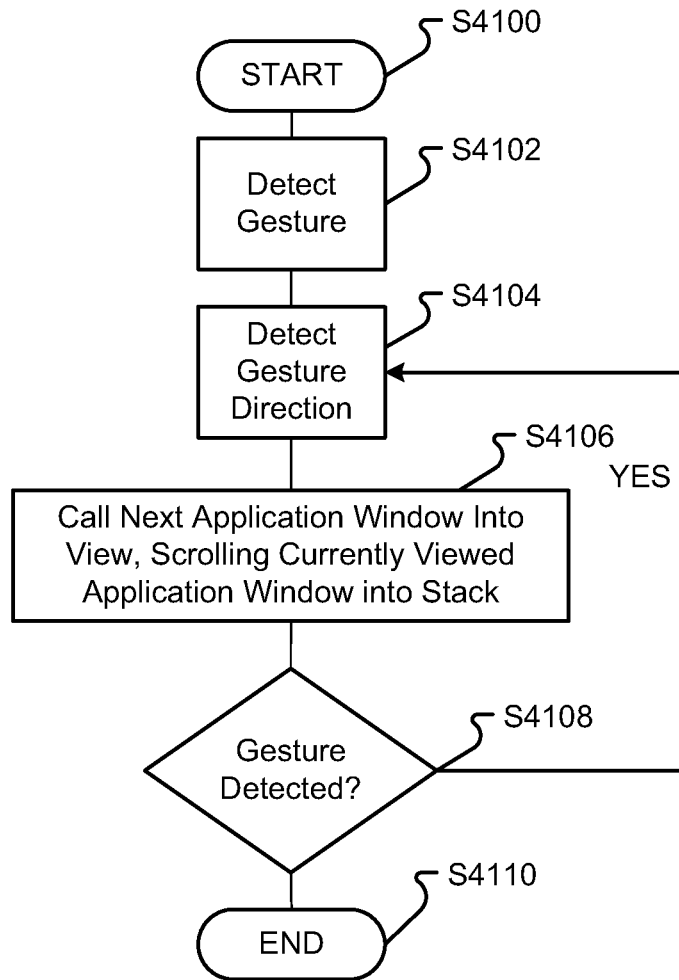 S4100
START
S4102
Detect
Gesture
S4104
Detect
Gesture
Direction
S4106
YES
Call Next Application Window Into
View, Scrolling Currently Viewed
Application Window into Stack
S4108
Gesture
Detected?
S4110
END